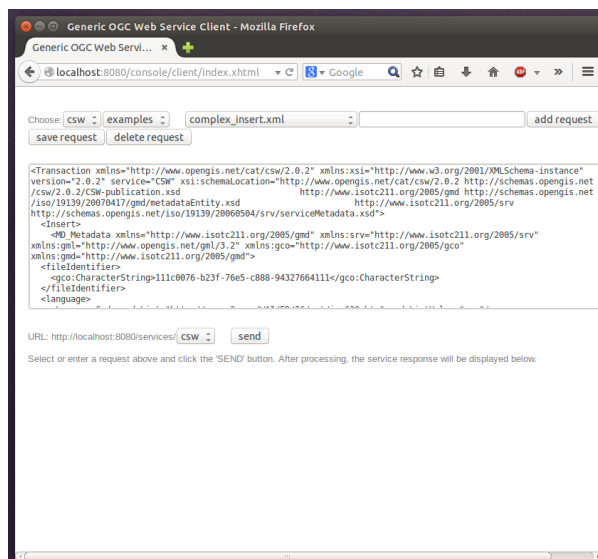 Generic OGC Web Service Client - Mozilla Firefox
Generic OGC Web Servi...
localhost:8080/console/client/index.xhtml
Google
ABP
Choose: csw examples complex_insert.xml add request
save request delete request
<Transaction xmlns="http://www.opengis.net/cat/csw/2.0.2" xmlns:xsi="http://www.w3.org/2001/XMLSchema-instance"
version="2.0.2" service="CSW" xsi:schemaLocation="http://www.opengis.net/cat/csw/2.0.2 http://schemas.opengis.net
/csw/2.0.2/CSW-publication.xsd http://www.isotc211.org/2005/gmd http://schemas.opengis.net
/iso/19139/20070417/gmd/metadataEntity.xsd http://www.isotc211.org/2005/srv
http://schemas.opengis.net/iso/19139/20060504/srv/serviceMetadata.xsd">
<Insert>
<MD_Metadata xmlns="http://www.isotc211.org/2005/gmd" xmlns:srv="http://www.isotc211.org/2005/srv"
xmlns:gml="http://www.opengis.net/gml/3.2" xmlns:gco="http://www.isotc211.org/2005/gco"
xmlns:gmd="http://www.isotc211.org/2005/gmd">
<fileIdentifier>
<gco:CharacterString>111c0076-b23f-76e5-c888-94327664111</gco:CharacterString>
</fileIdentifier>
<language>
URL: http://localhost:8080/services/ csw send
Select or enter a request above and click the 'SEND' button. After processing, the service response will be displayed below.